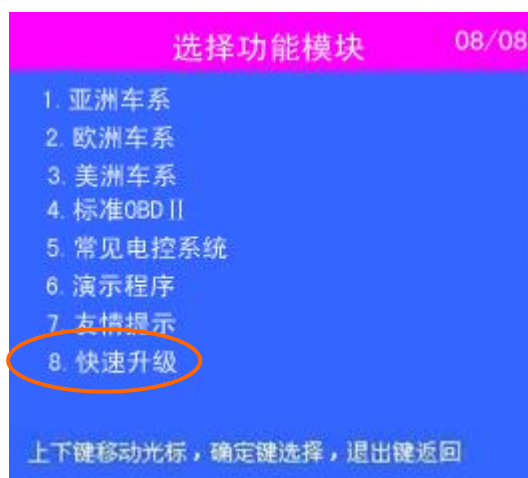 选择功能模块 08/08
1. 亚洲车系
2. 欧洲车系
3. 美洲车系
4. 标准OBDⅡ
5. 常见电控系统
6. 演示程序
7. 友情提示
8. 快速升级
上下键移动光标，确定键选择，退出键返回